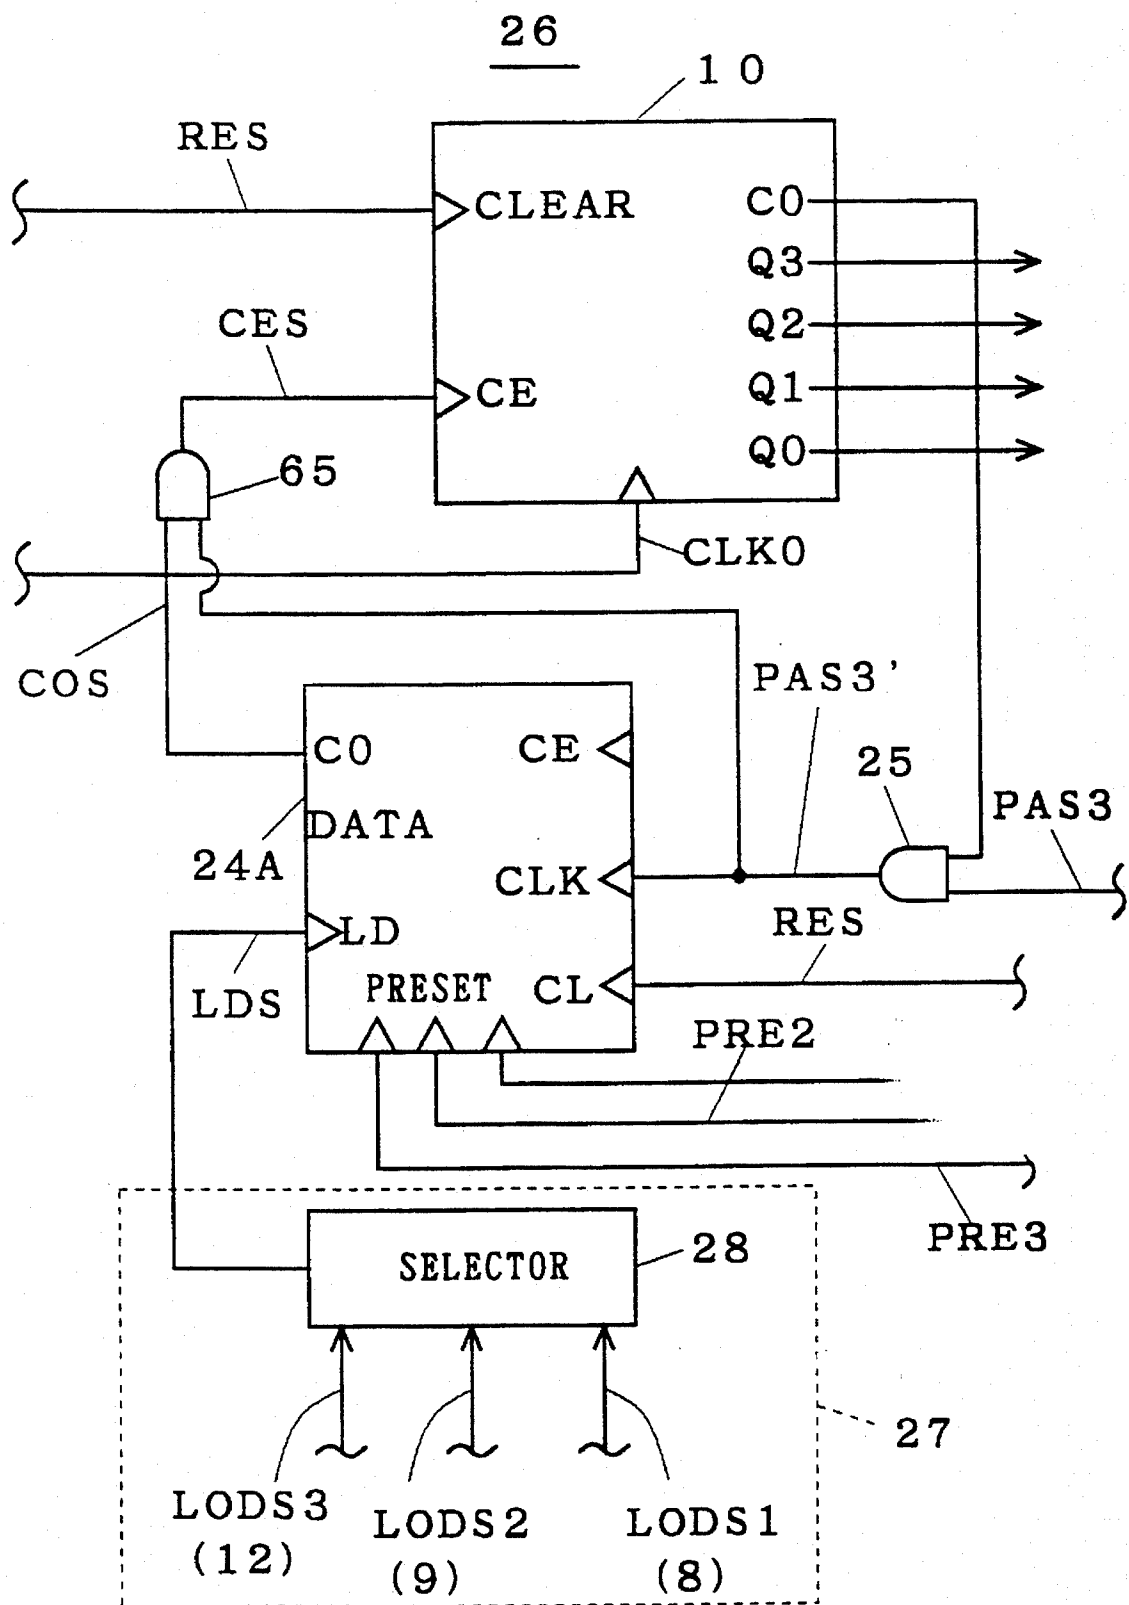 26
10
RES
CLEAR
C0
Q3
CES
Q2
CE
Q1
Q0
65
CLK0
COS
PAS3'
C0
CE
25
PAS3
DATA
24A
CLK
RES
LD
LDS
PRESET
CL
PRE2
PRE3
SELECTOR
28
27
LODS3
(12)
LODS2
(9)
LODS1
(8)